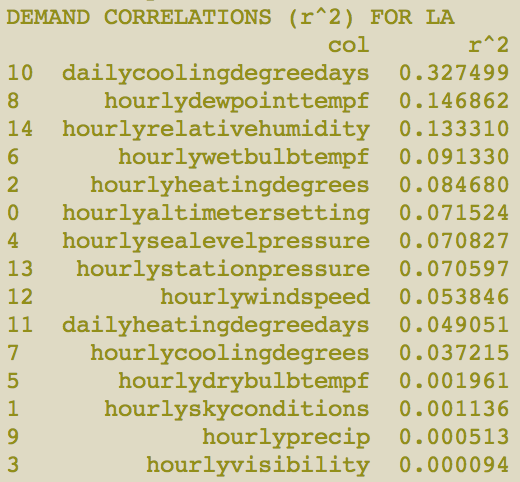 DEMAND CORRELATIONS (r^2) FOR LA
col r^2
10 dailycoolingdegreedays 0.327499
8 hourlydewpointtempf 0.146862
14 hourlyrelativehumidity 0.133310
6 hourlywetbulbtempf 0.091330
2 hourlyheatingdegrees 0.084680
0 hourlyaltimetersetting 0.071524
4 hourlysealevelpressure 0.070827
13 hourlystationpressure 0.070597
12 hourlywindspeed 0.053846
11 dailyheatingdegreedays 0.049051
7 hourlycoolingdegrees 0.037215
5 hourlydrybulbtempf 0.001961
1 hourlyskyconditions 0.001136
9 hourlyprecip 0.000513
3 hourlyvisibility 0.000094